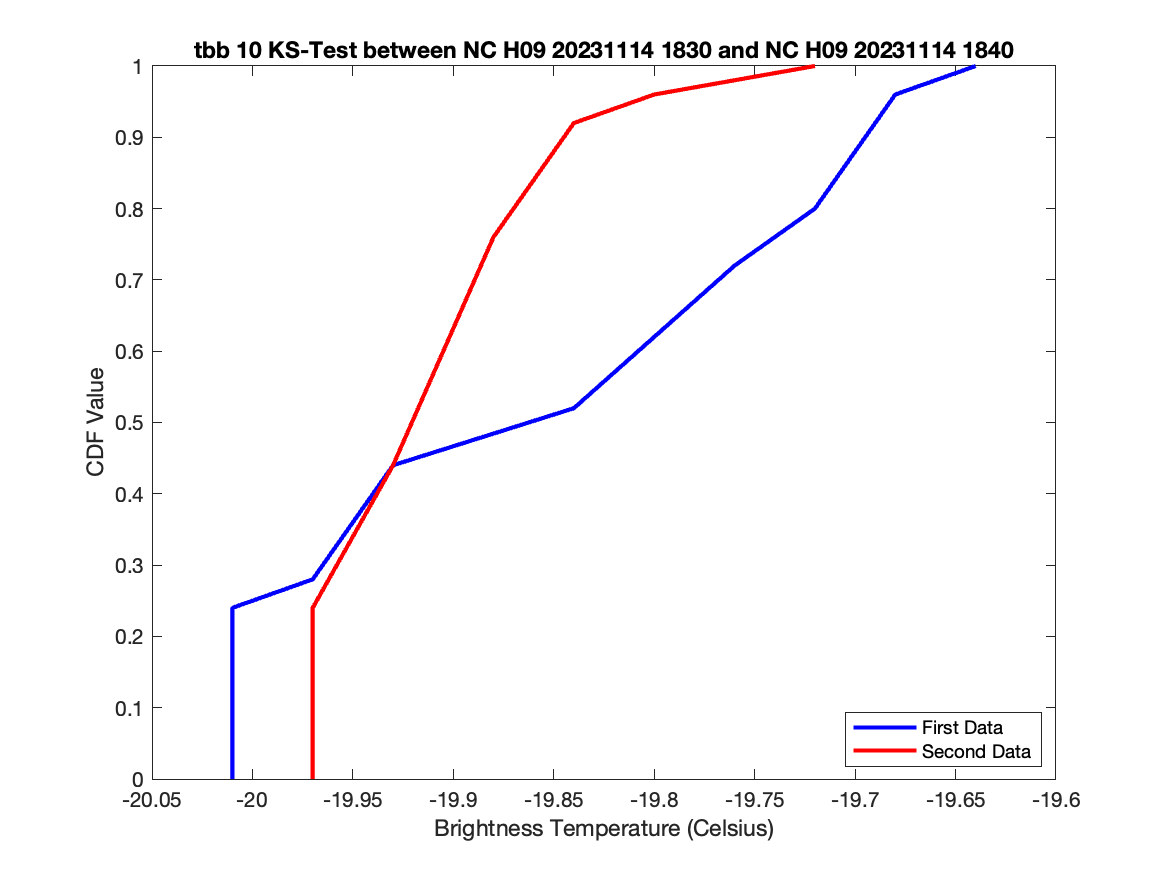 tbb 10 KS-Test between NC H09 20231114 1830 and NC H09 20231114 1840
1
0.9
0.8
0.7
0.6
0.5
0.4
0.3
0.2
0.1
0
CDF Value
First Data
Second Data
-20.05 -20 -19.95 -19.9 -19.85 -19.8 -19.75 -19.7 -19.65 -19.6
Brightness Temperature (Celsius)